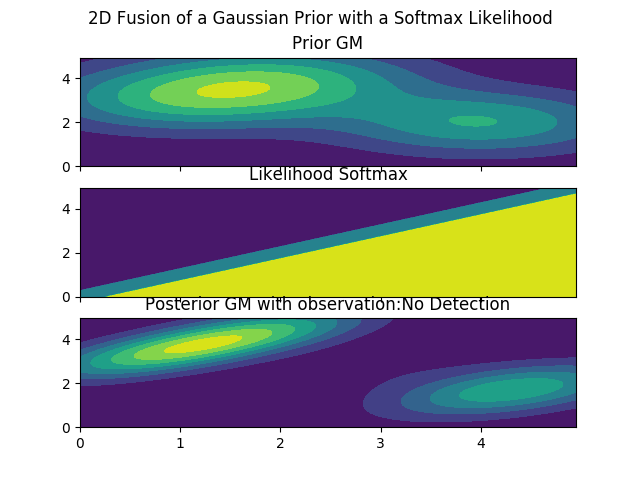 2D Fusion of a Gaussian Prior with a Softmax Likelihood
Prior GM
4
2
0
Likelihood Softmax
4
2
0
Posterior GM with observation:No Detection
4
2
0
0 1 2 3 4